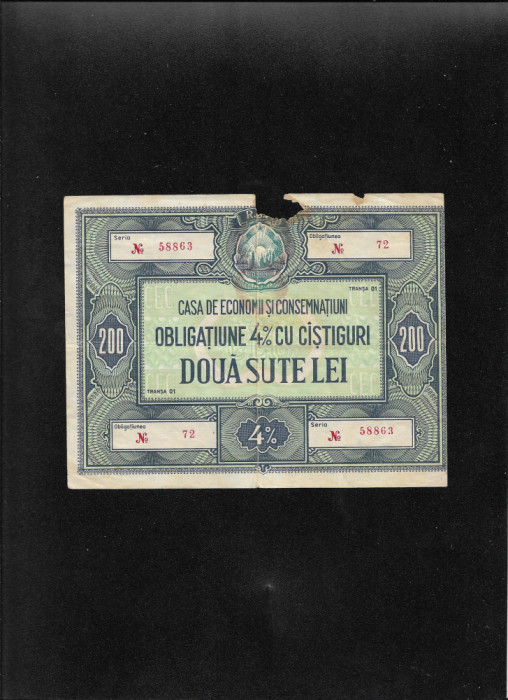 R
Seria
№ 58863
Obligațiunea
№ 72
TRANȘA 01
CASA DE ECONOMII ȘI CONSEMNAȚIUNI
OBLIGAȚIUNE 4% CU CÎȘTIGURI
DOUĂ SUTE LEI
200
200
TRANȘA 01
Obligațiunea
№ 72
4%
Seria
№ 58863